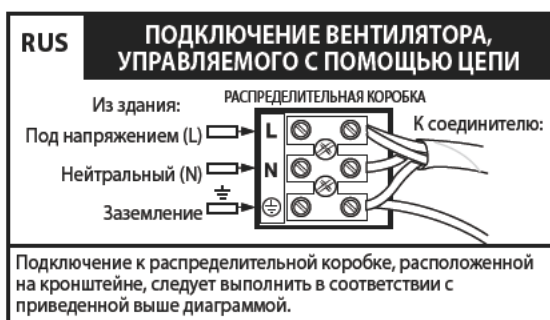 RUS
ПОДКЛЮЧЕНИЕ ВЕНТИЛЯТОРА,
УПРАВЛЯЕМОГО С ПОМОЩЬЮ ЦЕПИ
Из здания:
РАСПРЕДЕЛИТЕЛЬНАЯ КОРОБКА
Под напряжением (L)
L
К соединителю:
Нейтральный (N)
N
Заземление
Подключение к распределительной коробке, расположенной
на кронштейне, следует выполнить в соответствии с
приведенной выше диаграммой.